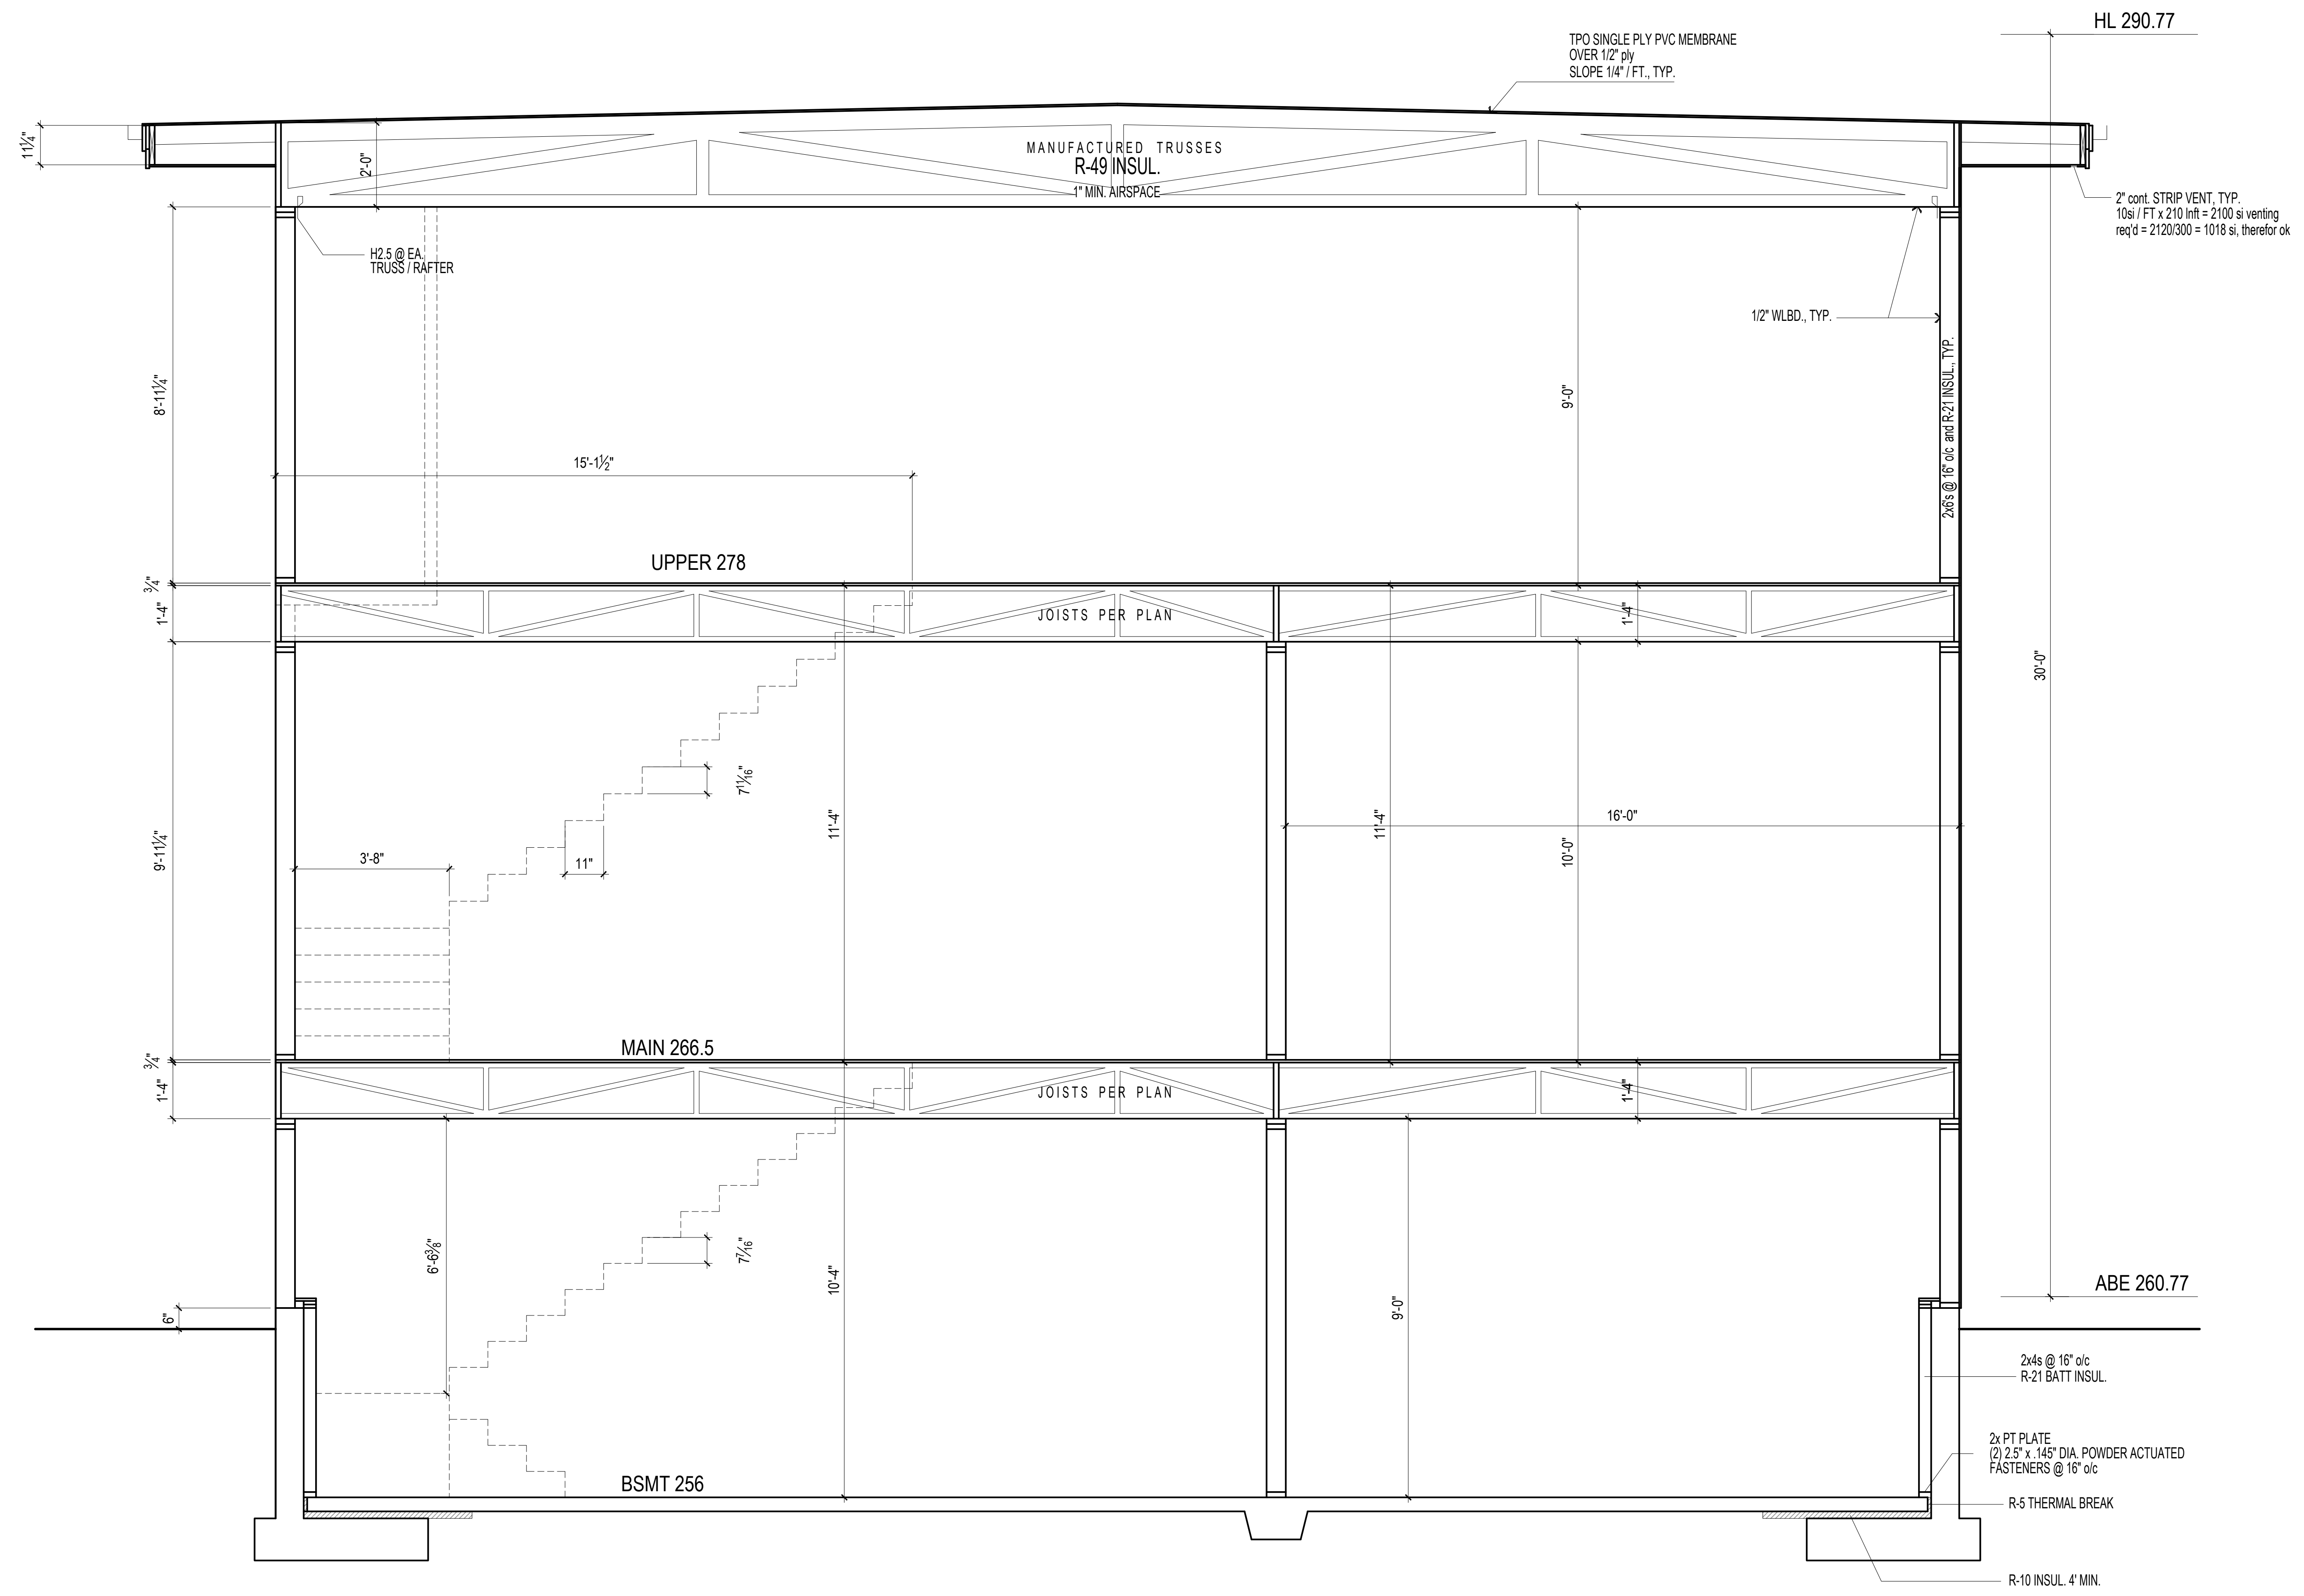 HL 290.77
TPO SINGLE PLY PVC MEMBRANE
OVER 1/2" ply
SLOPE 1/4" / FT., TYP.
11¼"
2'-0"
MANUFACTURED TRUSSES
R-49 INSUL.
1" MIN. AIRSPACE
2" cont. STRIP VENT, TYP.
10si / FT x 210 lnft = 2100 si venting
req'd = 2120/300 = 1018 si, therefor ok
H2.5 @ EA.
TRUSS / RAFTER
1/2" WLBD., TYP.
2x6's @ 16" o/c and R-21 INSUL., TYP.
8'-11¼"
9'-0"
15'-1½"
UPPER 278
¾"
1'-4"
JOISTS PER PLAN
1'-4"
30'-0"
7 11/16"
11'-4"
11'-4"
16'-0"
10'-0"
9'-11¼"
3'-8"
11"
MAIN 266.5
¾"
1'-4"
JOISTS PER PLAN
1'-4"
6'-6⅜"
7 7/16"
10'-4"
9'-0"
ABE 260.77
6"
2x4s @ 16" o/c
R-21 BATT INSUL.
2x PT PLATE
(2) 2.5" x .145" DIA. POWDER ACTUATED
FASTENERS @ 16" o/c
BSMT 256
R-5 THERMAL BREAK
R-10 INSUL. 4' MIN.